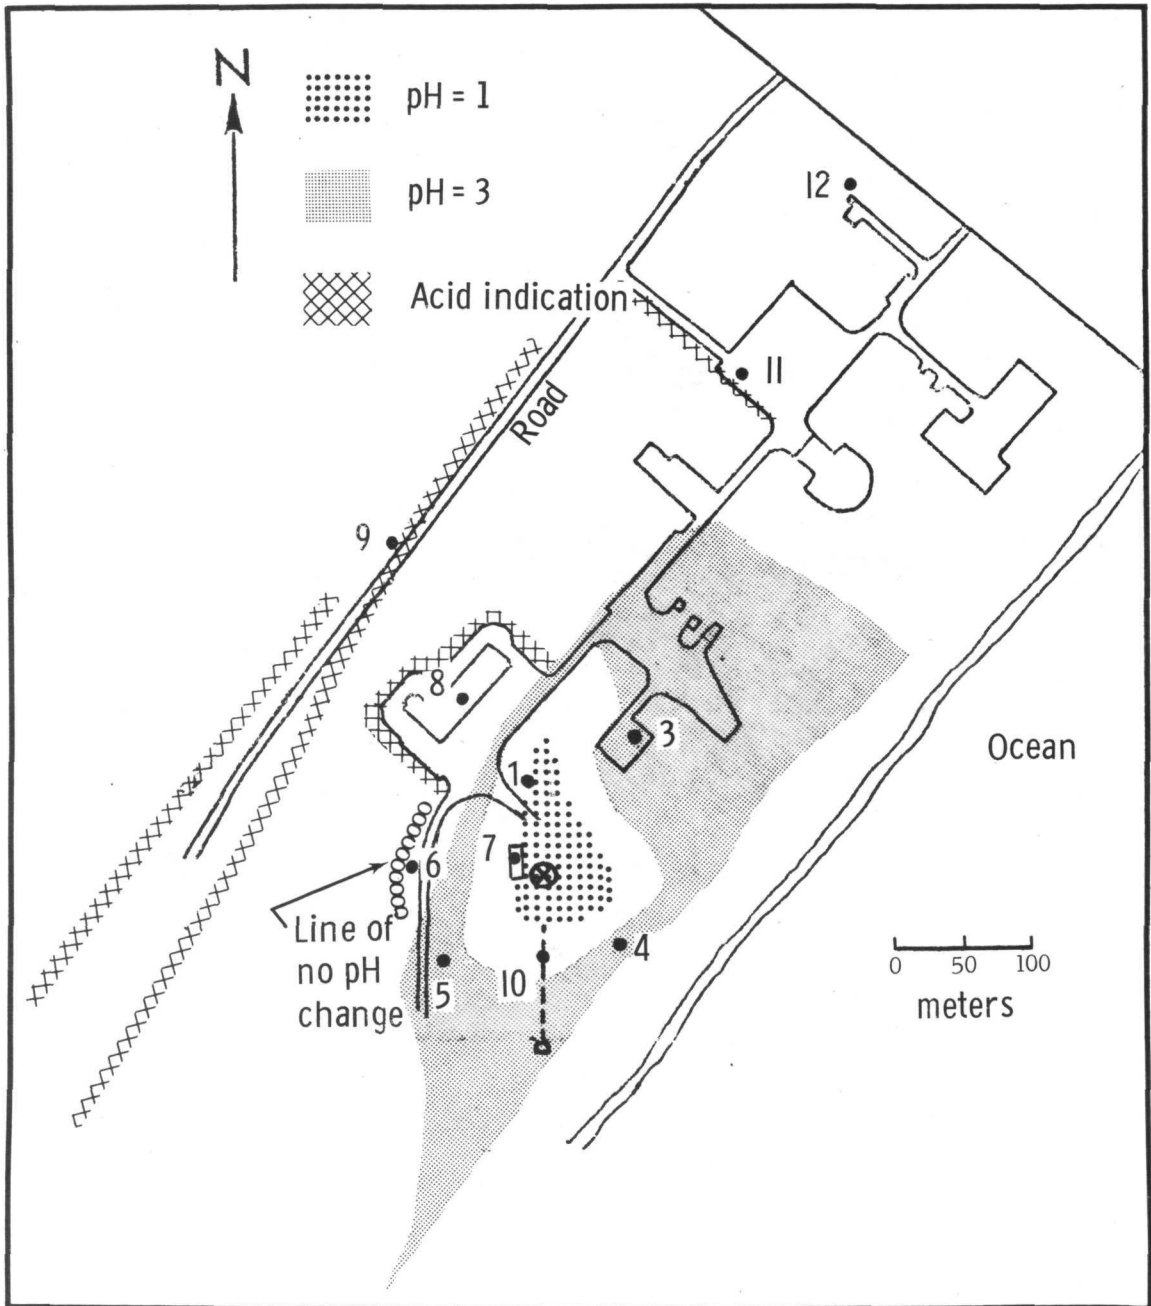 N
pH = 1
pH = 3
Acid indication
12
11
Road
9
8
3
Ocean
1
7
6
Line of
no pH
change
4
10
5
0 50 100
meters